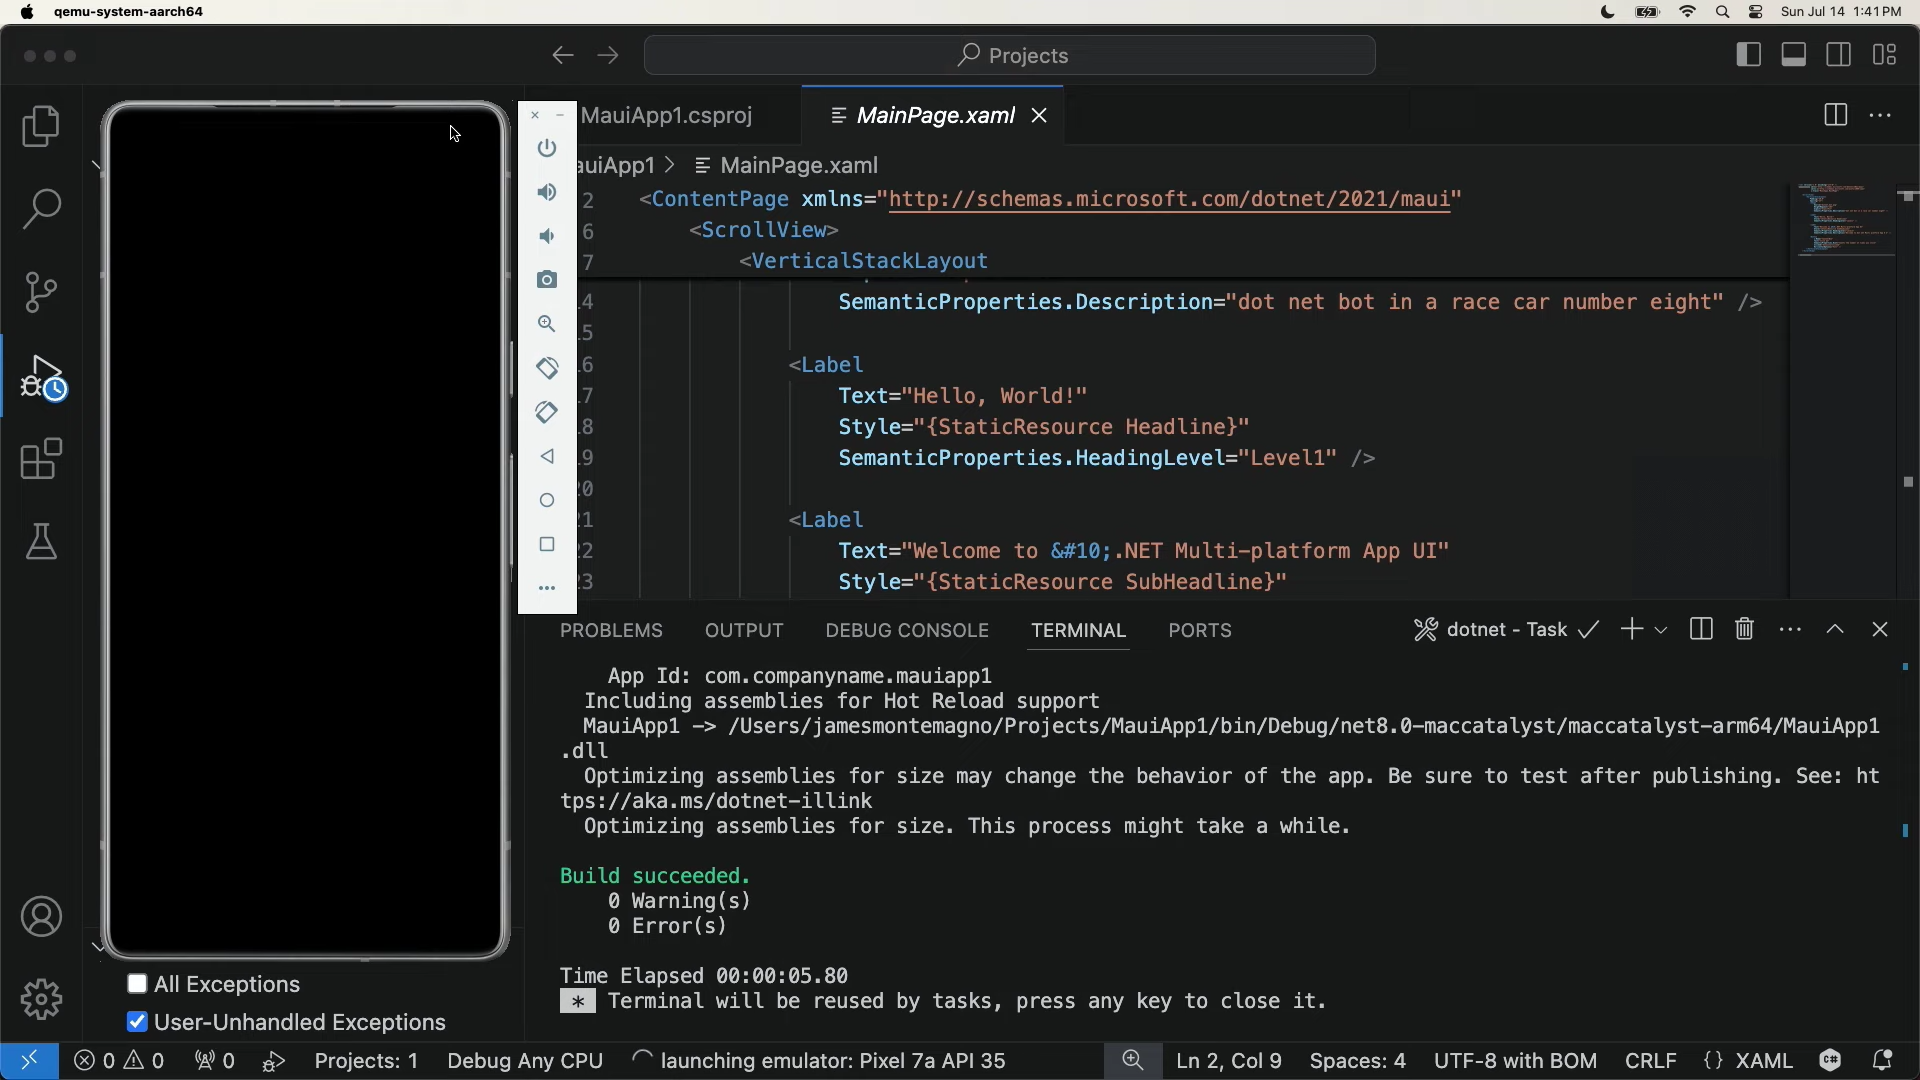 qemu-system-aarch64
Sun Jul 14 1:41 PM
Projects
MauiApp1.csproj
MainPage.xaml
auiApp1 > MainPage.xaml
2 <ContentPage xmlns="http://schemas.microsoft.com/dotnet/2021/maui"
6 <ScrollView>
7 <VerticalStackLayout
4 SemanticProperties.Description="dot net bot in a race car number eight" />
5
6 <Label
7 Text="Hello, World!"
8 Style="{StaticResource Headline}"
9 SemanticProperties.HeadingLevel="Level1" />
0
21 <Label
22 Text="Welcome to &#10;.NET Multi-platform App UI"
23 Style="{StaticResource SubHeadline}"
PROBLEMS OUTPUT DEBUG CONSOLE TERMINAL PORTS
dotnet - Task
App Id: com.companyname.mauiapp1
Including assemblies for Hot Reload support
MauiApp1 -> /Users/jamesmontemagno/Projects/MauiApp1/bin/Debug/net8.0-maccatalyst/maccatalyst-arm64/MauiApp1
.dll
Optimizing assemblies for size may change the behavior of the app. Be sure to test after publishing. See: ht
tps://aka.ms/dotnet-illink
Optimizing assemblies for size. This process might take a while.
Build succeeded.
0 Warning(s)
0 Error(s)
Time Elapsed 00:00:05.80
* Terminal will be reused by tasks, press any key to close it.
All Exceptions
User-Unhandled Exceptions
0 0 0 Projects: 1 Debug Any CPU launching emulator: Pixel 7a API 35 Ln 2, Col 9 Spaces: 4 UTF-8 with BOM CRLF {} XAML